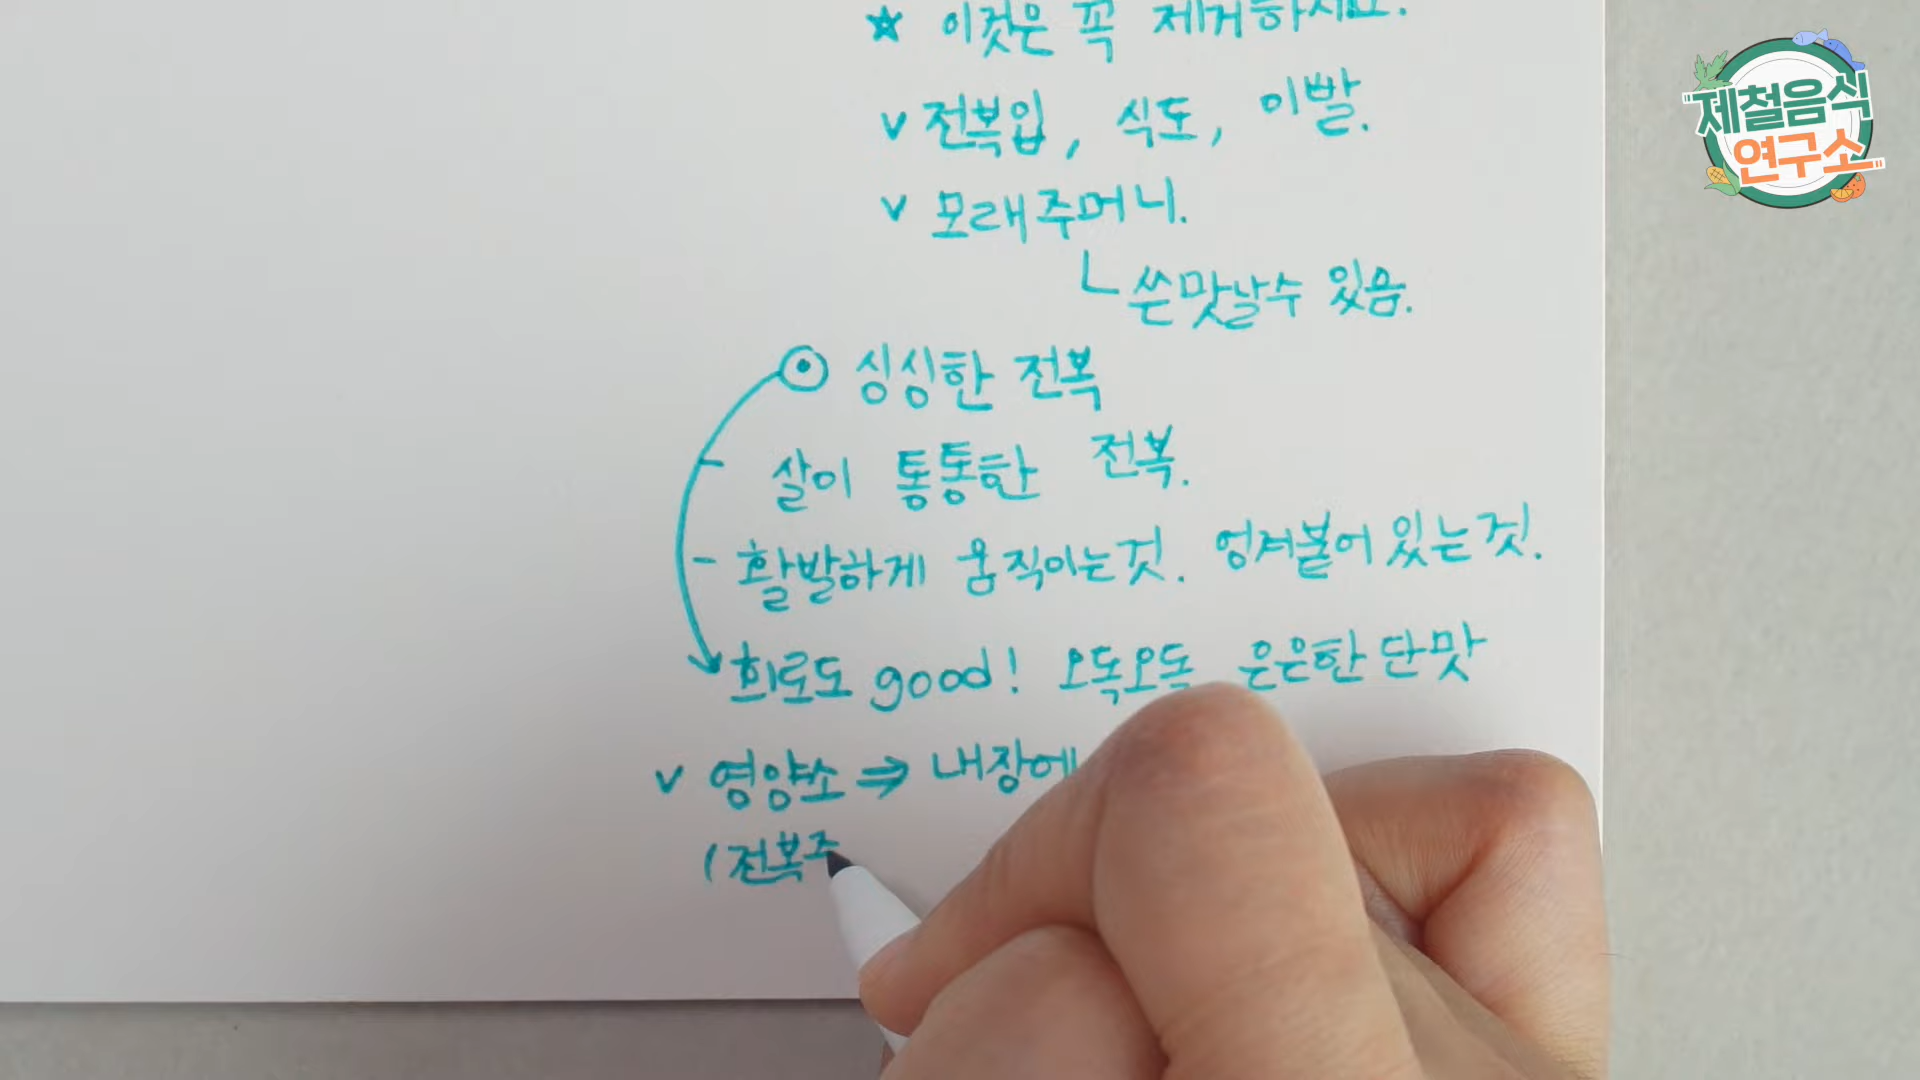 ★ 이것은 꼭 제거하세요.
v 전복입, 식도, 이빨.
v 모래주머니.
쓴맛날수 있음.
싱싱한 전복
살이 통통한 전복.
- 활발하게 움직이는것. 엉겨붙어 있는것.
회로도 good! 오독오독 은은한 단맛
v 영양소 ⇒ 내장에
(전복주
"제철음식
연구소"